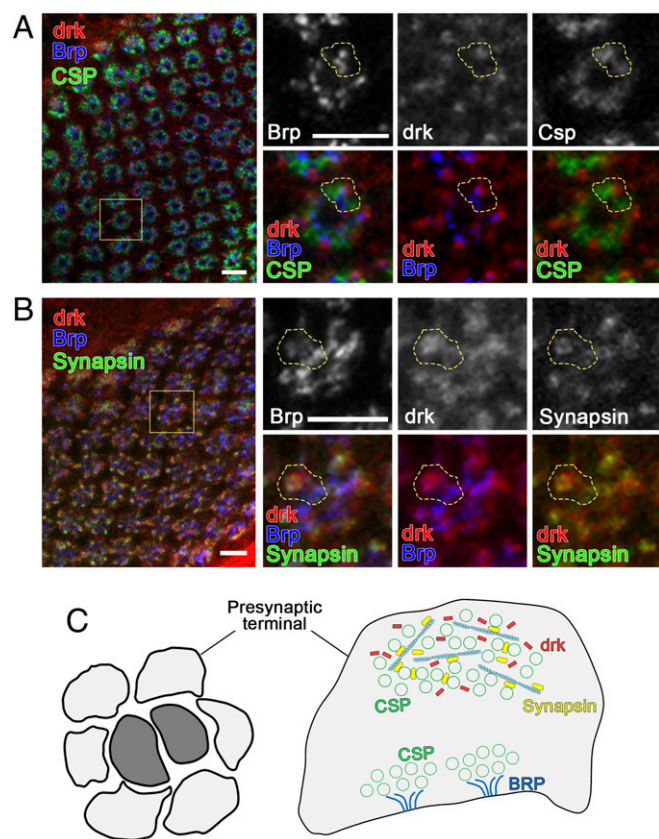 A
drk
Brp
CSP
Brp
drk
Csp
drk
Brp
CSP
drk
Brp
drk
CSP
B
drk
Brp
Synapsin
Brp
drk
Synapsin
drk
Brp
Synapsin
drk
Brp
drk
Synapsin
C
Presynaptic
terminal
drk
CSP
Synapsin
CSP
BRP